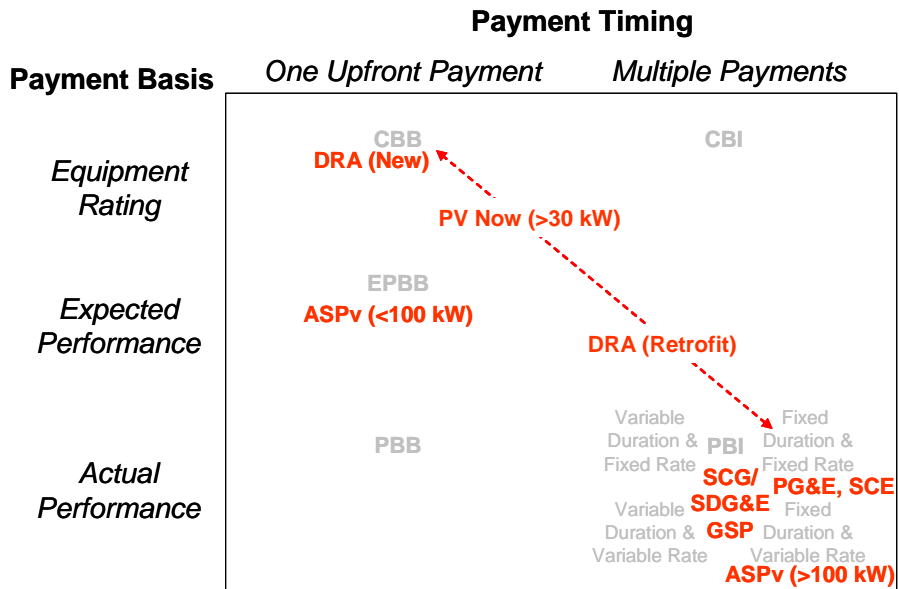 Payment Timing
Payment Basis
One Upfront Payment
Multiple Payments
Equipment
Rating
CBB
DRA (New)
CBI
PV Now (>30 kW)
Expected
Performance
EPBB
ASPv (<100 kW)
DRA (Retrofit)
Actual
Performance
PBB
Variable
Duration &
Fixed Rate
PBI
Fixed
Duration &
Fixed Rate
SCG/
SDG&E
GSP
PG&E, SCE
Variable
Duration &
Variable Rate
Fixed
Duration &
Variable Rate
ASPv (>100 kW)